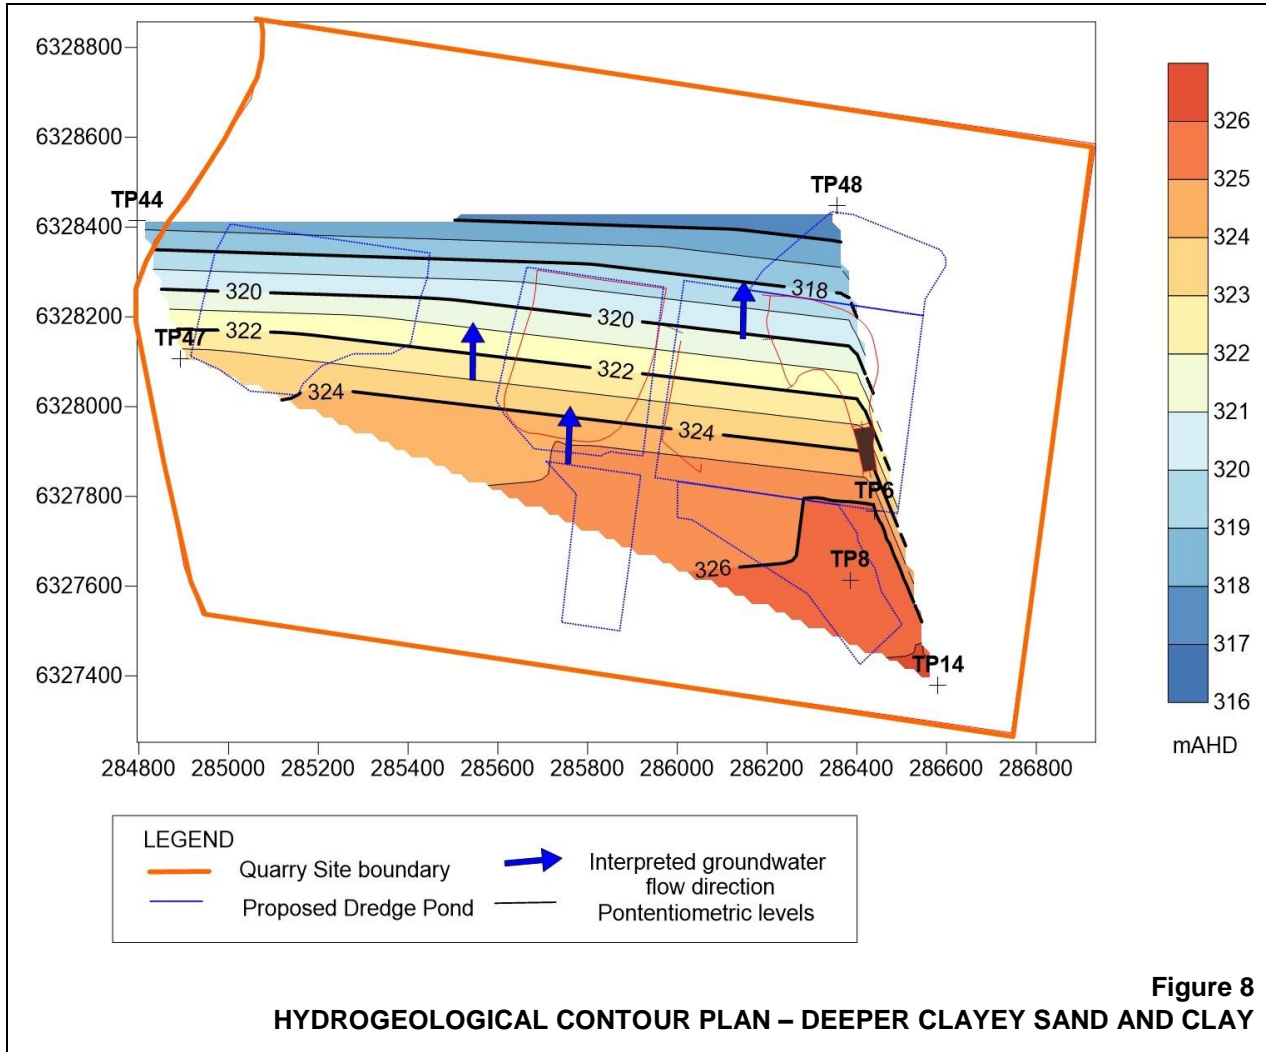 6328800
6328600
TP44
TP48
6328400
326
325
324
323
322
321
320
319
318
317
316
mAHD
318
320
320
6328200
322
TP47
322
324
6328000
324
6327800
TP6
326
TP8
6327600
TP14
6327400
284800 285000 285200 285400 285600 285800 286000 286200 286400 286600 286800
LEGEND
Quarry Site boundary
Proposed Dredge Pond
Interpreted groundwater
flow direction
Pontentiometric levels
Figure 8
HYDROGEOLOGICAL CONTOUR PLAN – DEEPER CLAYEY SAND AND CLAY